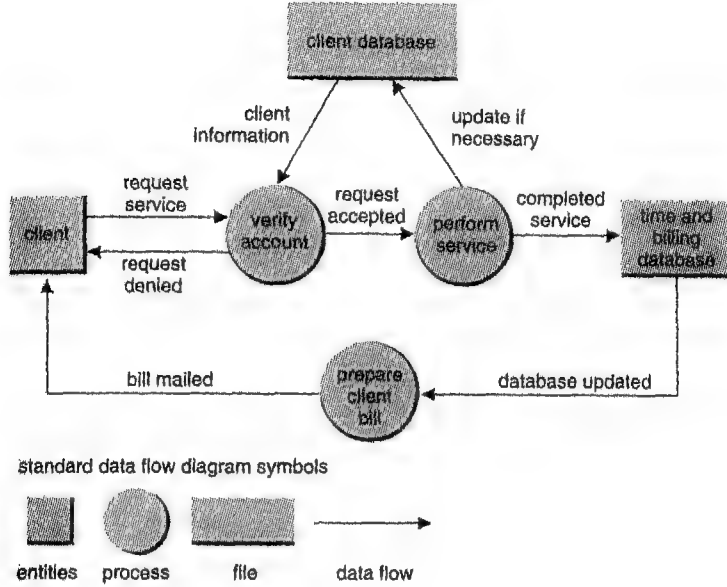 client database
client
information
update if
necessary
request
service
client
request
denied
verify
account
request
accepted
perform
service
completed
service
time and
billing
database
bill mailed
prepare
client
bill
database updated
standard data flow diagram symbols
entities
process
file
data flow